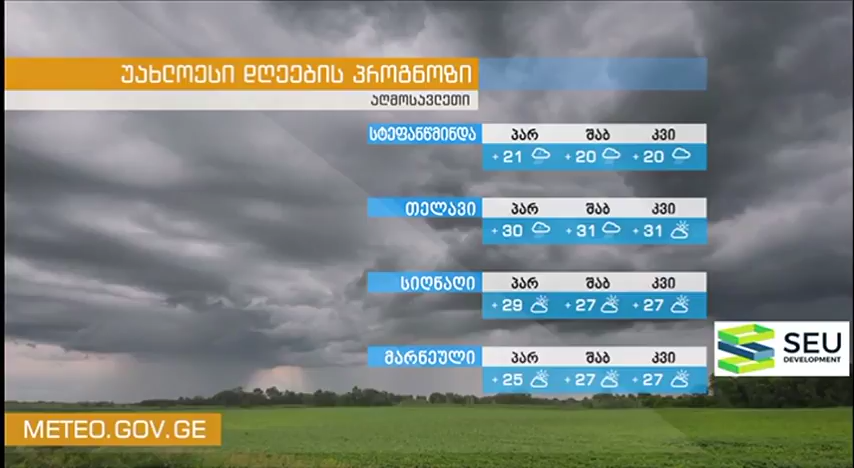 უახლოესი დღეების პროგნოზი
აღმოსავლეთი
სტეფანწმინდა პარ შაბ კვი
+21 +20 +20
თელავი პარ შაბ კვი
+30 +31 +31
სიღნაღი პარ შაბ კვი
+29 +27 +27
მარნეული პარ შაბ კვი
+25 +27 +27
SEU
DEVELOPMENT
METEO.GOV.GE